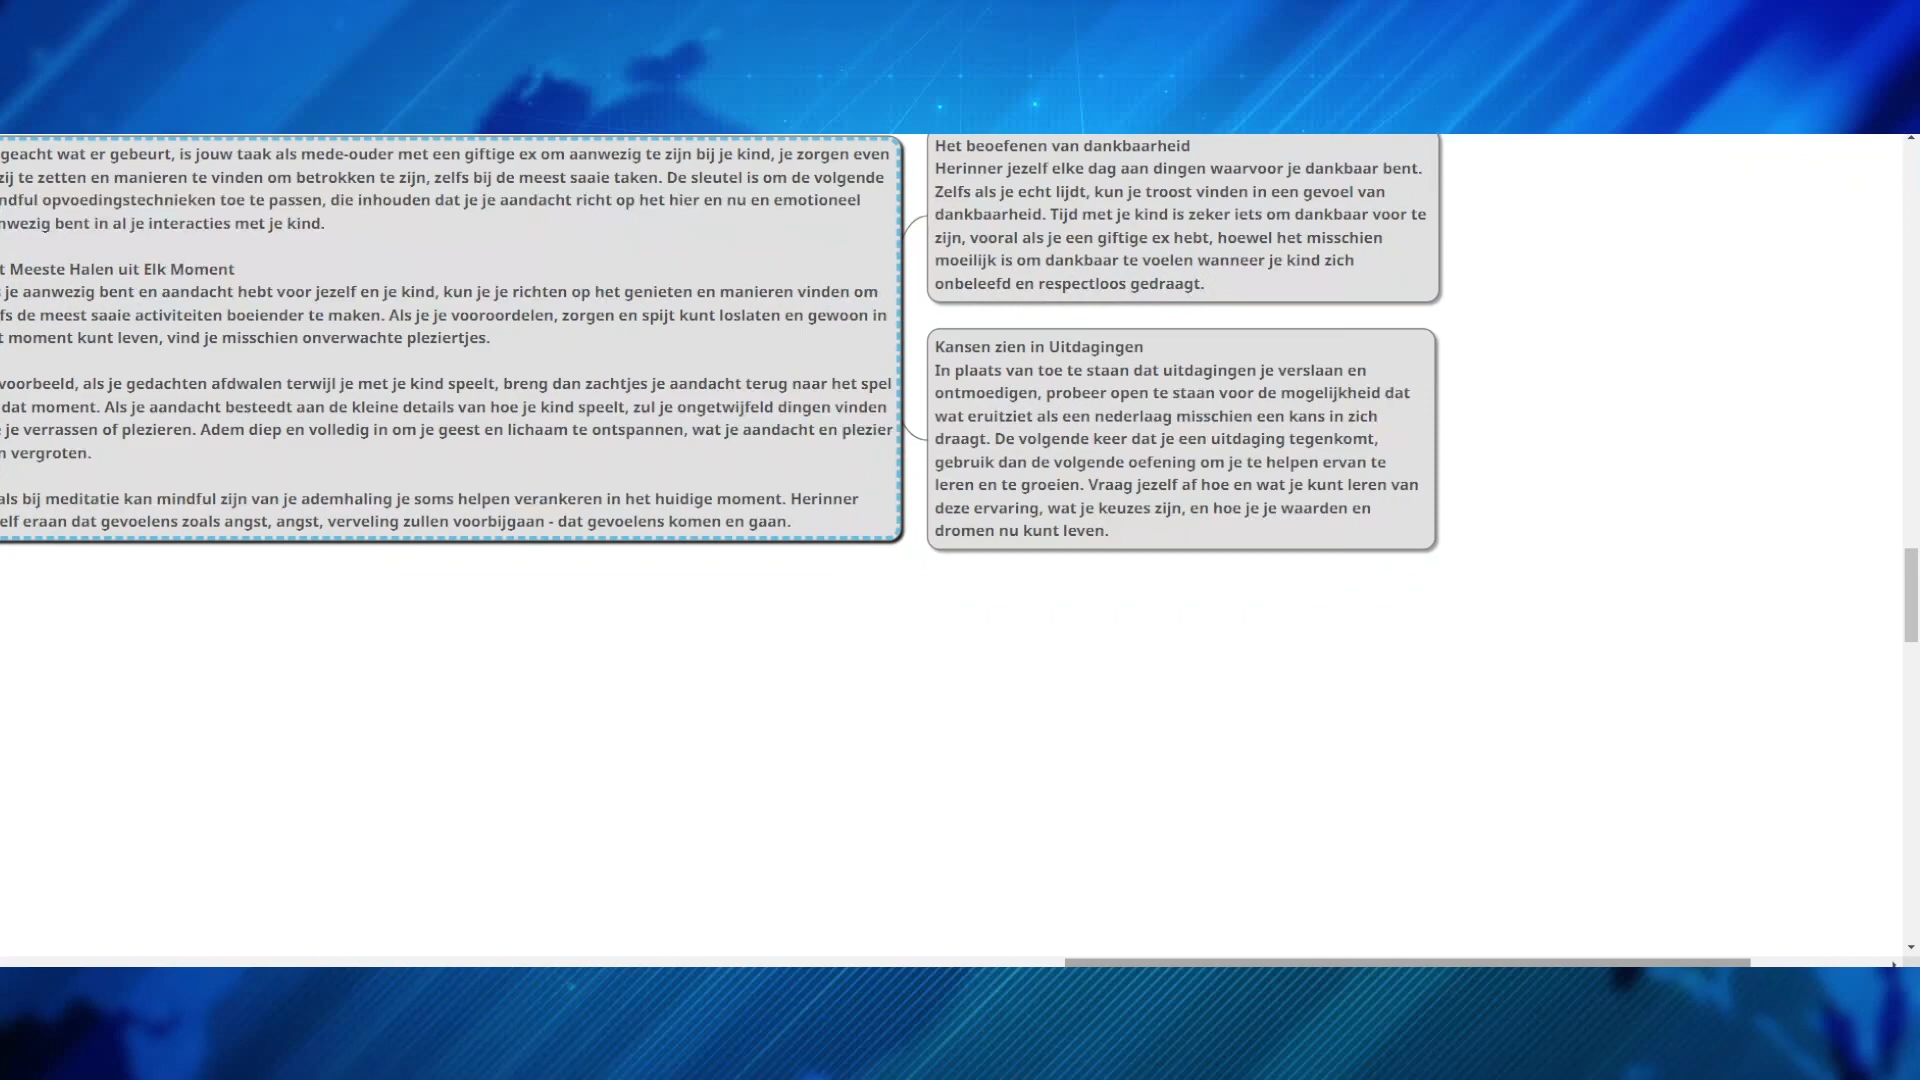 geacht wat er gebeurt, is jouw taak als mede-ouder met een giftige ex om aanwezig te zijn bij je kind, je zorgen even
zij te zetten en manieren te vinden om betrokken te zijn, zelfs bij de meest saaie taken. De sleutel is om de volgende
ndful opvoedingstechnieken toe te passen, die inhouden dat je je aandacht richt op het hier en nu en emotioneel
nwezig bent in al je interacties met je kind.
t Meeste Halen uit Elk Moment
je aanwezig bent en aandacht hebt voor jezelf en je kind, kun je je richten op het genieten en manieren vinden om
fs de meest saaie activiteiten boeiender te maken. Als je je vooroordelen, zorgen en spijt kunt loslaten en gewoon in
t moment kunt leven, vind je misschien onverwachte pleziertjes.
voorbeeld, als je gedachten afdwalen terwijl je met je kind speelt, breng dan zachtjes je aandacht terug naar het spel
dat moment. Als je aandacht besteedt aan de kleine details van hoe je kind speelt, zul je ongetwijfeld dingen vinden
je verrassen of plezieren. Adem diep en volledig in om je geest en lichaam te ontspannen, wat je aandacht en plezier
n vergroten.
als bij meditatie kan mindful zijn van je ademhaling je soms helpen verankeren in het huidige moment. Herinner
elf eraan dat gevoelens zoals angst, angst, verveling zullen voorbijgaan - dat gevoelens komen en gaan.
Het beoefenen van dankbaarheid
Herinner jezelf elke dag aan dingen waarvoor je dankbaar bent.
Zelfs als je echt lijdt, kun je troost vinden in een gevoel van
dankbaarheid. Tijd met je kind is zeker iets om dankbaar voor te
zijn, vooral als je een giftige ex hebt, hoewel het misschien
moeilijk is om dankbaar te voelen wanneer je kind zich
onbeleefd en respectloos gedraagt.
Kansen zien in Uitdagingen
In plaats van toe te staan dat uitdagingen je verslaan en
ontmoedigen, probeer open te staan voor de mogelijkheid dat
wat eruitziet als een nederlaag misschien een kans in zich
draagt. De volgende keer dat je een uitdaging tegenkomt,
gebruik dan de volgende oefening om je te helpen ervan te
leren en te groeien. Vraag jezelf af hoe en wat je kunt leren van
deze ervaring, wat je keuzes zijn, en hoe je je waarden en
dromen nu kunt leven.